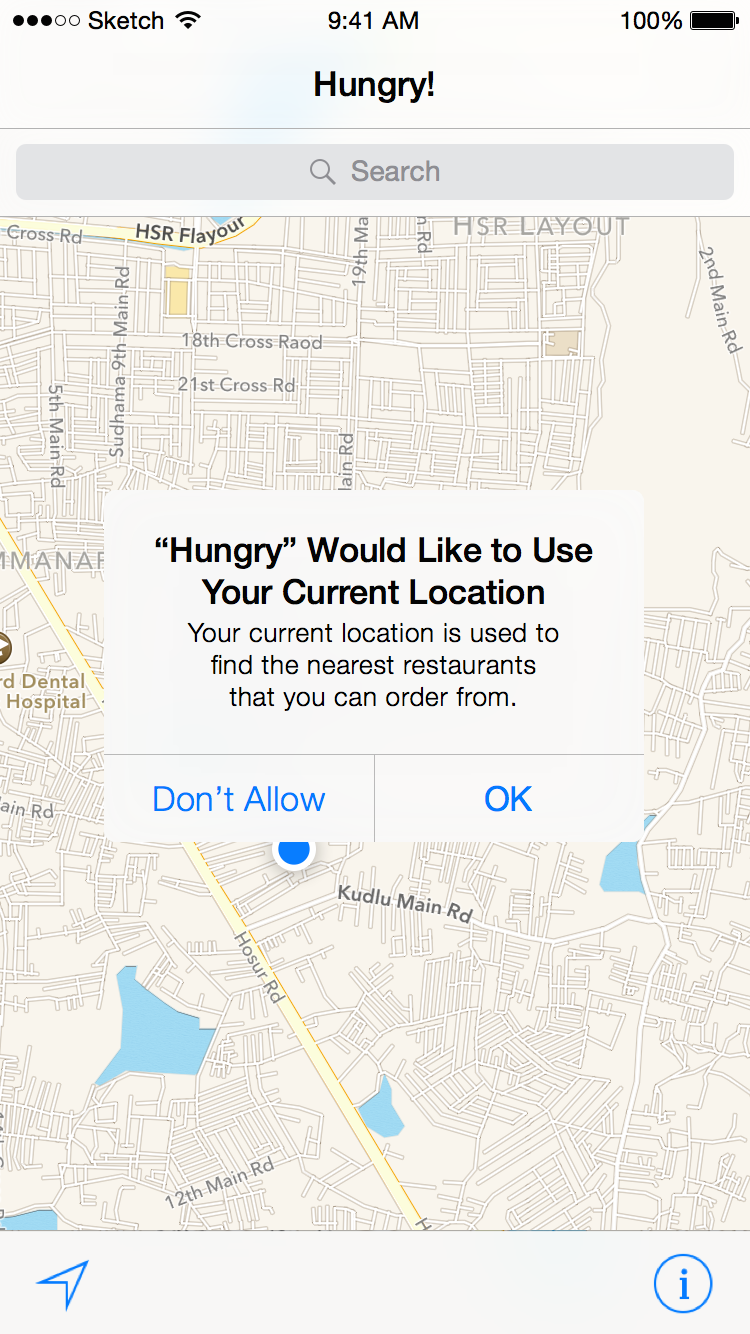 Sketch 9:41 AM 100%
Hungry!
Search
Cross Rd
HSR Flayour
19th Ma
n Rd
HSR LAYOUT
2nd Main Rd
Sudhama 9th Main Rd
18th Cross Raod
21st Cross Rd
5th Main Rd
lain Rd
“Hungry” Would Like to Use
Your Current Location
MMANAF
Your current location is used to
find the nearest restaurants
that you can order from.
rd Dental
Hospital
Don’t Allow OK
ain Rd
Kudlu Main Rd
Hosur Rd
12th Main Rd
H
i